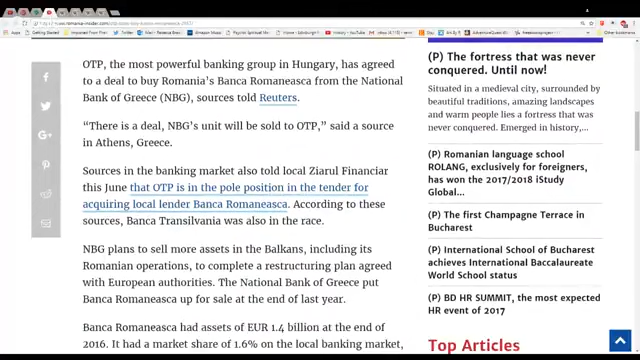 OTP, the most powerful banking group in Hungary, has agreed
to a deal to buy Romania's Banca Romaneasca from the National
Bank of Greece (NBG), sources told Reuters.
“There is a deal, NBG's unit will be sold to OTP,” said a source
in Athens, Greece.
Sources in the banking market also told local Ziarul Financiar
this June that OTP is in the pole position in the tender for
acquiring local lender Banca Romaneasca. According to these
sources, Banca Transilvania was also in the race.
NBG plans to sell more assets in the Balkans, including its
Romanian operations, to complete a restructuring plan agreed
with European authorities. The National Bank of Greece put
Banca Romaneasca up for sale at the end of last year.
Banca Romaneasca had assets of EUR 1.4 billion at the end of
2016. It had a market share of 1.6% on the local banking market,
(P) The fortress that was never
conquered. Until now!
Situated in a medieval city, surrounded by
beautiful traditions, amazing landscapes
and warm people lies a fortress that was
never conquered. Emerged in history,...
(P) Romanian language school
ROLANG, exclusively for foreigners,
has won the 2017/2018 iStudy
Global...
(P) The first Champagne Terrace in
Bucharest
(P) International School of Bucharest
achieves International Baccalaureate
World School status
(P) BD HR SUMMIT, the most expected
HR event of 2017
Top Articles